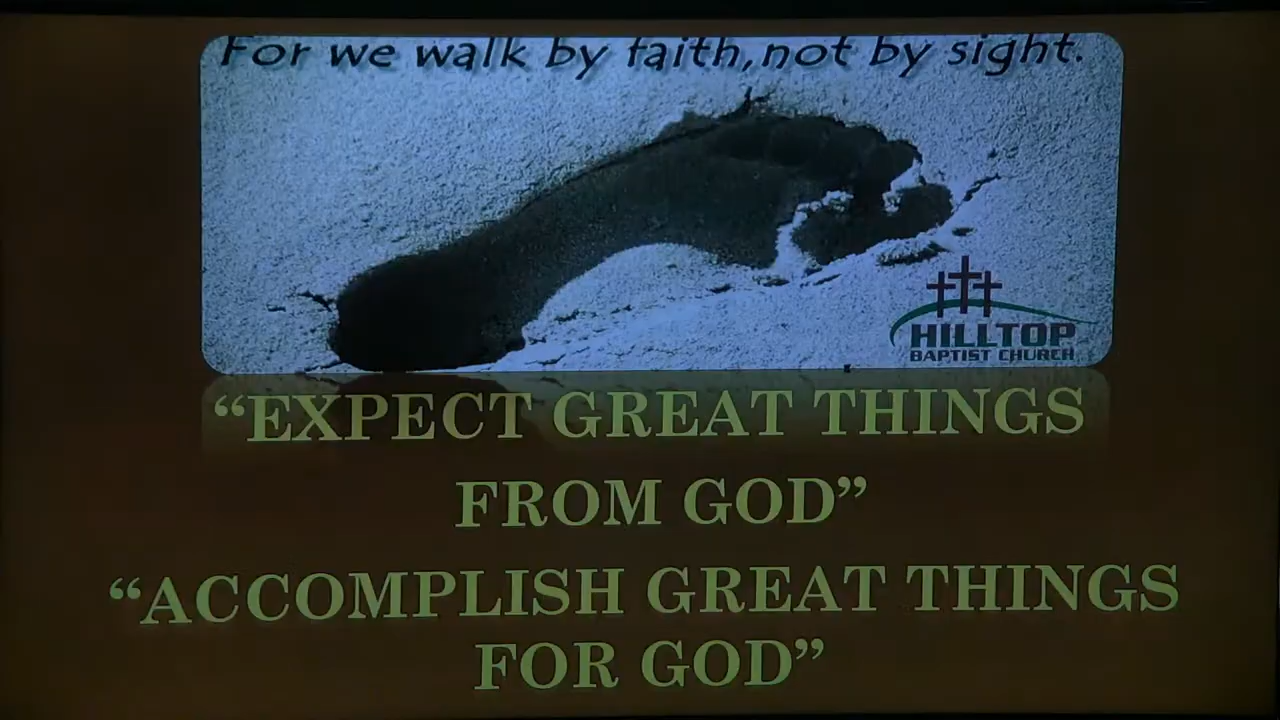 For we walk by faith, not by sight.
HILLTOP
BAPTIST CHURCH
“EXPECT GREAT THINGS
FROM GOD”
“ACCOMPLISH GREAT THINGS
FOR GOD”